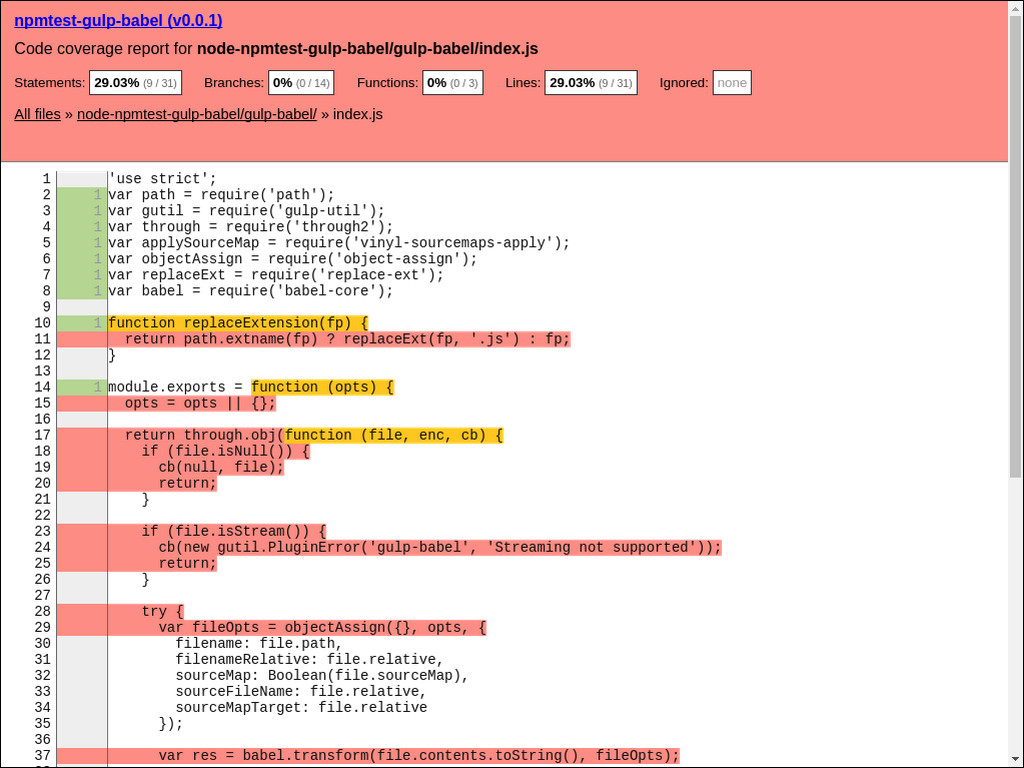 npmtest-gulp-babel (v0.0.1)
Code coverage report for node-npmtest-gulp-babel/gulp-babel/index.js
Statements: 29.03% (9 / 31) Branches: 0% (0 / 14) Functions: 0% (0 / 3) Lines: 29.03% (9 / 31) Ignored: none
All files » node-npmtest-gulp-babel/gulp-babel/ » index.js
1 'use strict';
2 1 var path = require('path');
3 1 var gutil = require('gulp-util');
4 1 var through = require('through2');
5 1 var applySourceMap = require('vinyl-sourcemaps-apply');
6 1 var objectAssign = require('object-assign');
7 1 var replaceExt = require('replace-ext');
8 1 var babel = require('babel-core');
9
10 1 function replaceExtension(fp) {
11   return path.extname(fp) ? replaceExt(fp, '.js') : fp;
12 }
13
14 1 module.exports = function (opts) {
15   opts = opts || {};
16
17   return through.obj(function (file, enc, cb) {
18     if (file.isNull()) {
19       cb(null, file);
20       return;
21     }
22
23     if (file.isStream()) {
24       cb(new gutil.PluginError('gulp-babel', 'Streaming not supported'));
25       return;
26     }
27
28     try {
29       var fileOpts = objectAssign({}, opts, {
30         filename: file.path,
31         filenameRelative: file.relative,
32         sourceMap: Boolean(file.sourceMap),
33         sourceFileName: file.relative,
34         sourceMapTarget: file.relative
35       });
36
37       var res = babel.transform(file.contents.toString(), fileOpts);